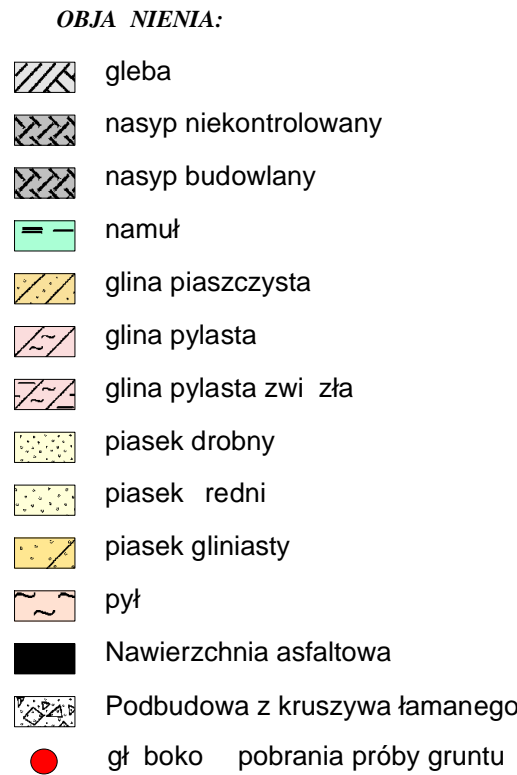 OBJA NIENIA:
gleba
nasyp niekontrolowany
nasyp budowlany
namuł
glina piaszczysta
glina pylasta
glina pylasta zwi zła
piasek drobny
piasek redni
piasek gliniasty
pył
Nawierzchnia asfaltowa
Podbudowa z kruszywa łamanego
gł boko pobrania próby gruntu